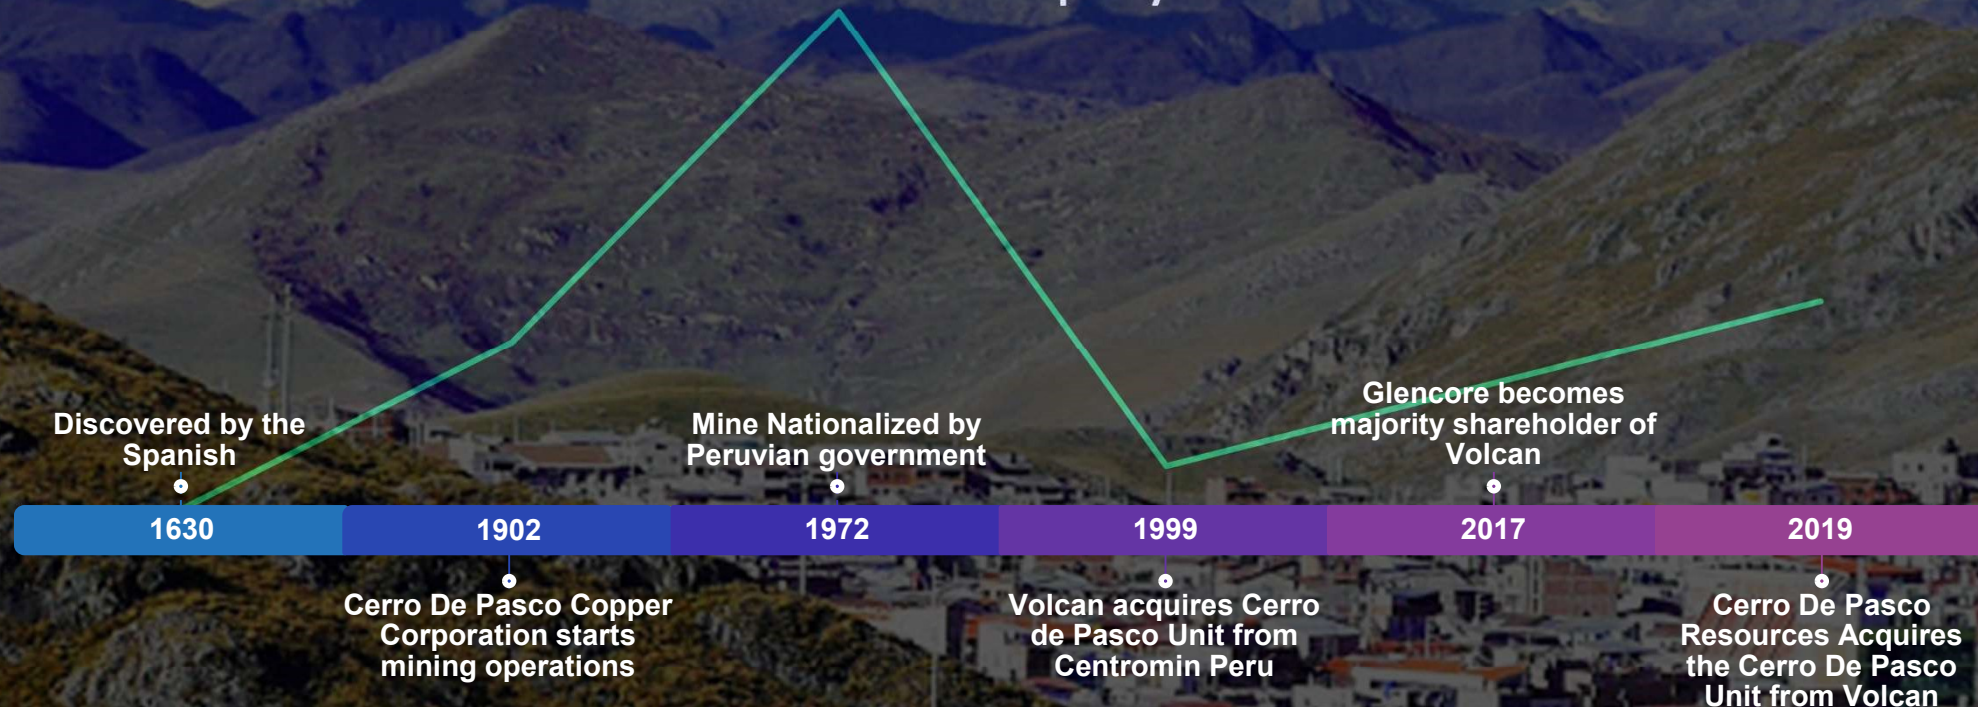 Discovered by the
Spanish
1630
1902
Cerro De Pasco Copper
Corporation starts
mining operations
Mine Nationalized by
Peruvian government
1972
1999
Volcan acquires Cerro
de Pasco Unit from
Centromin Peru
Glencore becomes
majority shareholder of
Volcan
2017
2019
Cerro De Pasco
Resources Acquires
the Cerro De Pasco
Unit from Volcan